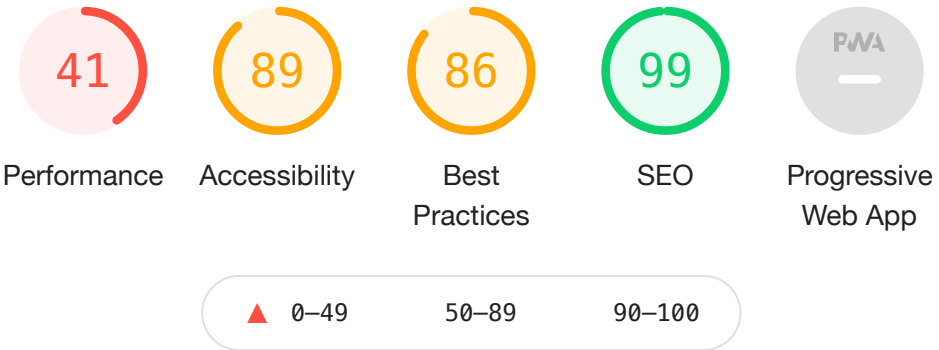 41 89 86 99 PWA
Performance Accessibility Best SEO Progressive
Practices Web App
0–49 50–89 90–100